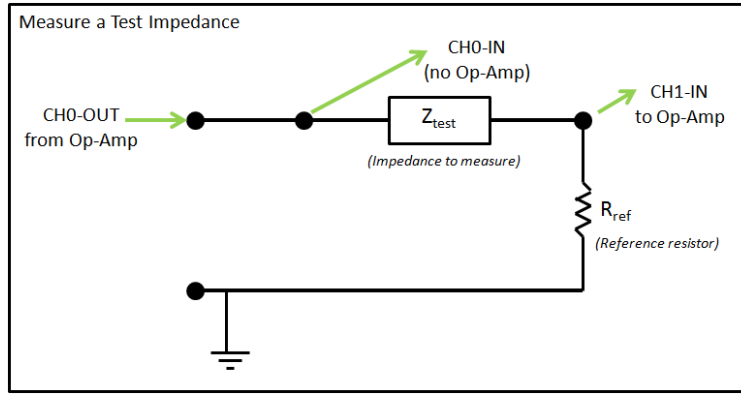 Measure a Test Impedance
CH0-IN
(no Op-Amp)
CH1-IN
to Op-Amp
CH0-OUT
from Op-Amp
Ztest
(Impedance to measure)
Rref
(Reference resistor)